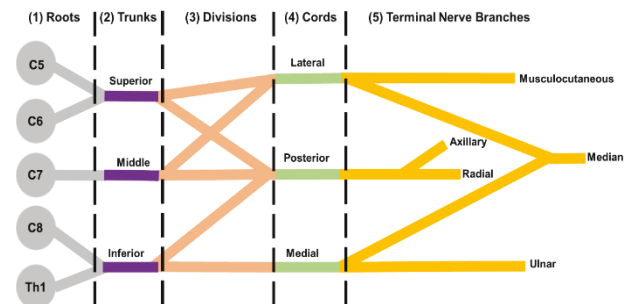 (1) Roots (2) Trunks (3) Divisions (4) Cords (5) Terminal Nerve Branches
C5
C6
C7
C8
Th1
Superior
Middle
Inferior
Lateral
Posterior
Medial
Musculocutaneous
Axillary
Radial
Median
Ulnar